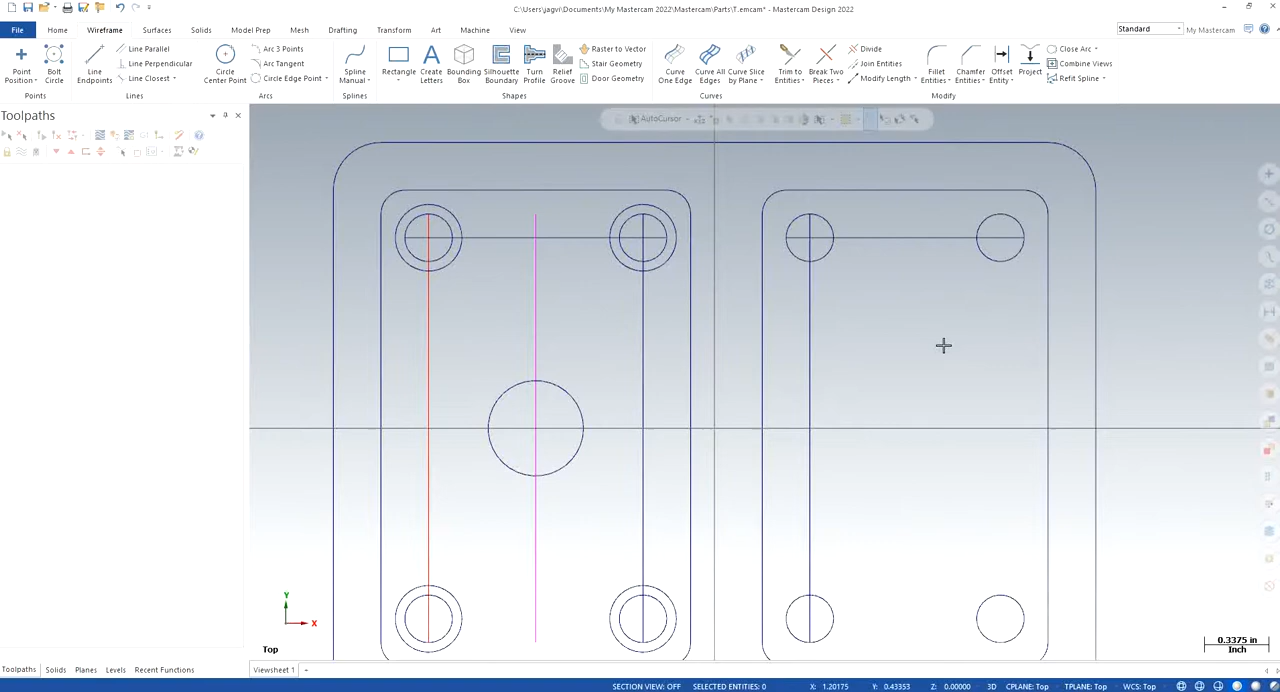 C:\Users\jagvi\Documents\My Mastercam 2022\Mastercam\Parts\T.emcam* - Mastercam Design 2022
File Home Wireframe Surfaces Solids Model Prep Mesh Drafting Transform Art Machine View Standard My Mastercam
Point Position
Bolt Circle
Points
Line Endpoints
Line Parallel
Line Perpendicular
Line Closest
Lines
Circle Center Point
Arc 3 Points
Arc Tangent
Circle Edge Point
Arcs
Spline Manual
Splines
Rectangle
Create Letters
Bounding Box
Silhouette Boundary
Turn Profile
Relief Groove
Raster to Vector
Stair Geometry
Door Geometry
Shapes
Curve One Edge
Curve All Edges
Curve Slice by Plane
Curves
Trim to Entities
Break Two Pieces
Divide
Join Entities
Modify Length
Fillet Entities
Chamfer Entities
Offset Entity
Project
Close Arc
Combine Views
Refit Spline
Modify
Toolpaths
AutoCursor
Y
X
Top
0.3375 in
Inch
Toolpaths Solids Planes Levels Recent Functions
Viewsheet 1 +
SECTION VIEW: OFF SELECTED ENTITIES: 0 X: 1.20175 Y: 0.43353 Z: 0.00000 3D CPLANE: Top TPLANE: Top WCS: Top